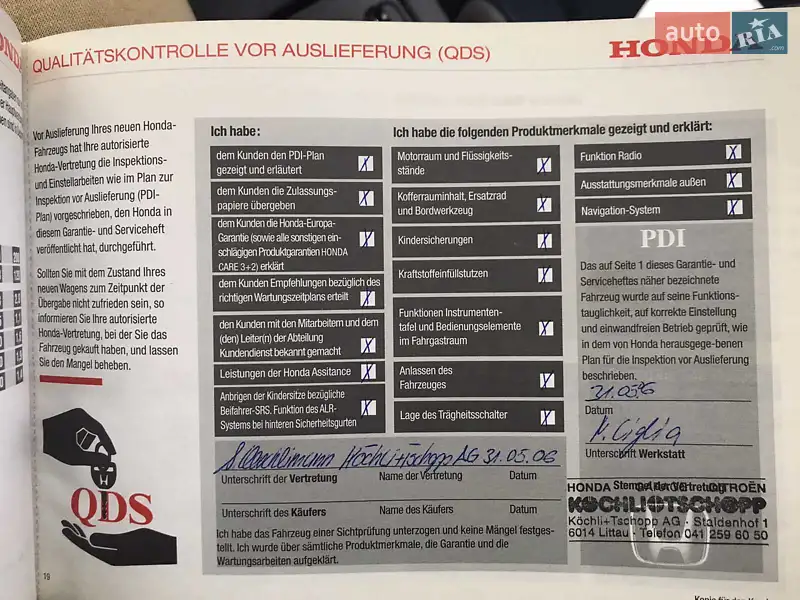 auto RIA .com
QUALITÄTSKONTROLLE VOR AUSLIEFERUNG (QDS)
HONDA
Vor Auslieferung Ihres neuen Honda-
Fahrzeugs hat Ihre autorisierte
Honda-Vertretung die Inspektions-
und Einstellarbeiten wie im Plan zur
Inspektion vor Auslieferung (PDI-
Plan) vorgeschrieben, den Honda in
diesem Garantie- und Serviceheft
veröffentlicht hat, durchgeführt.
Sollten Sie mit dem Zustand Ihres
neuen Wagens zum Zeitpunkt der
Übergabe nicht zufrieden sein, so
informieren Sie Ihre autorisierte
Honda-Vertretung, bei der Sie das
Fahrzeug gekauft haben, und lassen
Sie den Mangel beheben.
QDS
19
Ich habe:
dem Kunden den PDI-Plan
gezeigt und erläutert X
dem Kunden die Zulassungs-
papiere übergeben X
dem Kunden die Honda-Europa-
Garantie (sowie alle sonstigen ein-
schlägigen Produktgarantien HONDA
CARE 3+2) erklärt X
dem Kunden Empfehlungen bezüglich des
richtigen Wartungszeitplans erteilt X
den Kunden mit den Mitarbeitern und dem
(den) Leiter(n) der Abteilung
Kundendienst bekannt gemacht X
Leistungen der Honda Assitance X
Anbrigen der Kindersitze bezügliche
Beifahrer-SRS. Funktion des ALR-
Systems bei hinteren Sicherheitsgurten X
Ich habe die folgenden Produktmerkmale gezeigt und erklärt:
Motorraum und Flüssigkeits-
stände X
Kofferrauminhalt, Ersatzrad
und Bordwerkzeug X
Kindersicherungen X
Kraftstoffeinfüllstutzen X
Funktionen Instrumenten-
tafel und Bedienungselemente
im Fahrgastraum X
Anlassen des
Fahrzeuges X
Lage des Trägheitschalter X
Funktion Radio X
Ausstattungsmerkmale außen X
Navigation-System X
PDI
Das auf Seite 1 dieses Garantie- und
Serviceheftes näher bezeichnete
Fahrzeug wurde auf seine Funktions-
tauglichkeit, auf korrekte Einstellung
und einwandfreien Betrieb geprüft, wie
in dem von Honda herausgege-benen
Plan für die Inspektion vor Auslieferung
beschrieben.
31.05.06
Datum
Unterschrift Werkstatt
Köchli+Tschopp AG 31.05.06
Unterschrift der Vertretung Name der Vertretung Datum
Unterschrift des Käufers Name des Käufers Datum
Ich habe das Fahrzeug einer Sichtprüfung unterzogen und keine Mängel festges-
tellt. Ich wurde über sämtliche Produktmerkmale, die Garantie und die
Wartungsarbeiten aufgeklärt.
Stempel der Vertretung
HONDA GARAGE CITROËN
KÖCHLI+TSCHOPP
Köchli+Tschopp AG · Staldenhof 1
6014 Littau · Telefon 041 259 60 50